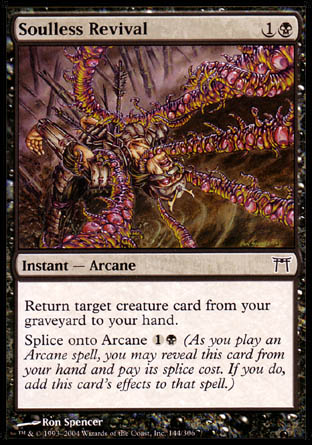 Soulless Revival 1
Instant — Arcane
Return target creature card from your
graveyard to your hand.
Splice onto Arcane 1 (As you play an
Arcane spell, you may reveal this card from
your hand and pay its splice cost. If you do,
add this card's effects to that spell.)
Ron Spencer
™ & © 1993–2004 Wizards of the Coast, Inc. 144/306